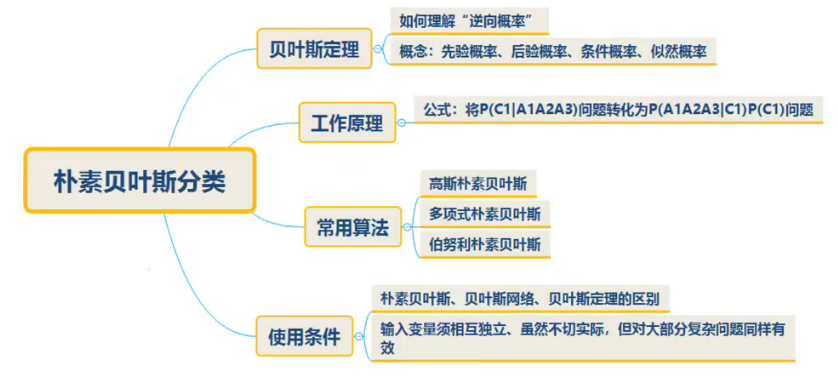 如何理解“逆向概率”
贝叶斯定理
概念：先验概率、后验概率、条件概率、似然概率
工作原理
公式：将P(C1|A1A2A3)问题转化为P(A1A2A3|C1)P(C1)问题
朴素贝叶斯分类
高斯朴素贝叶斯
常用算法
多项式朴素贝叶斯
伯努利朴素贝叶斯
朴素贝叶斯、贝叶斯网络、贝叶斯定理的区别
使用条件
输入变量须相互独立、虽然不切实际，但对大部分复杂问题同样有
效